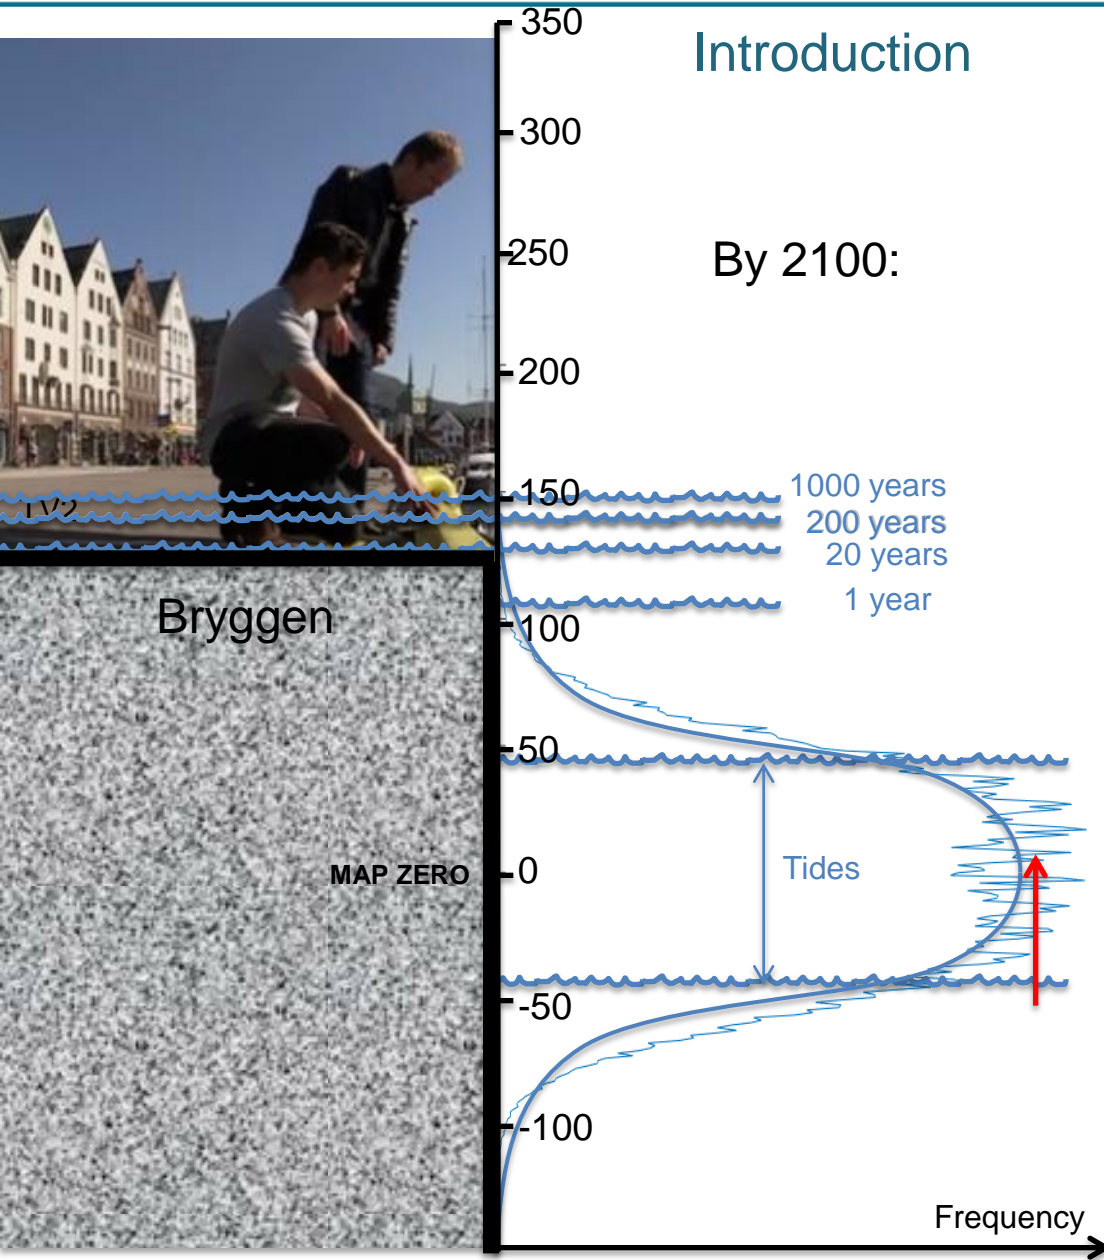 350
Introduction
300
250
By 2100:
200
150
1000 years
200 years
20 years
1 year
Bryggen
100
50
MAP ZERO
0
Tides
-50
-100
Frequency